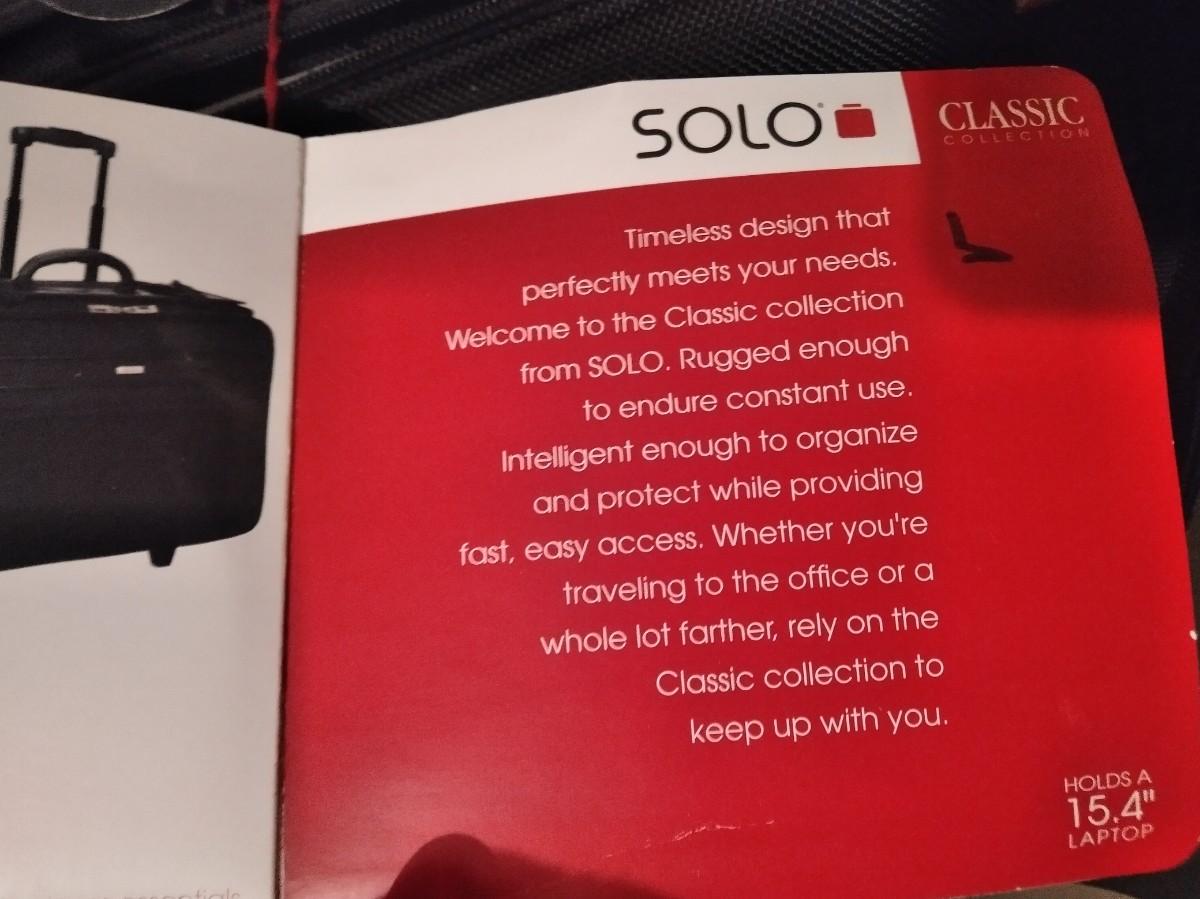 SOLO
CLASSIC
COLLECTION
Timeless design that
perfectly meets your needs.
Welcome to the Classic collection
from SOLO. Rugged enough
to endure constant use.
Intelligent enough to organize
and protect while providing
fast, easy access. Whether you're
traveling to the office or a
whole lot farther, rely on the
Classic collection to
keep up with you.
HOLDS A
15.4"
LAPTOP